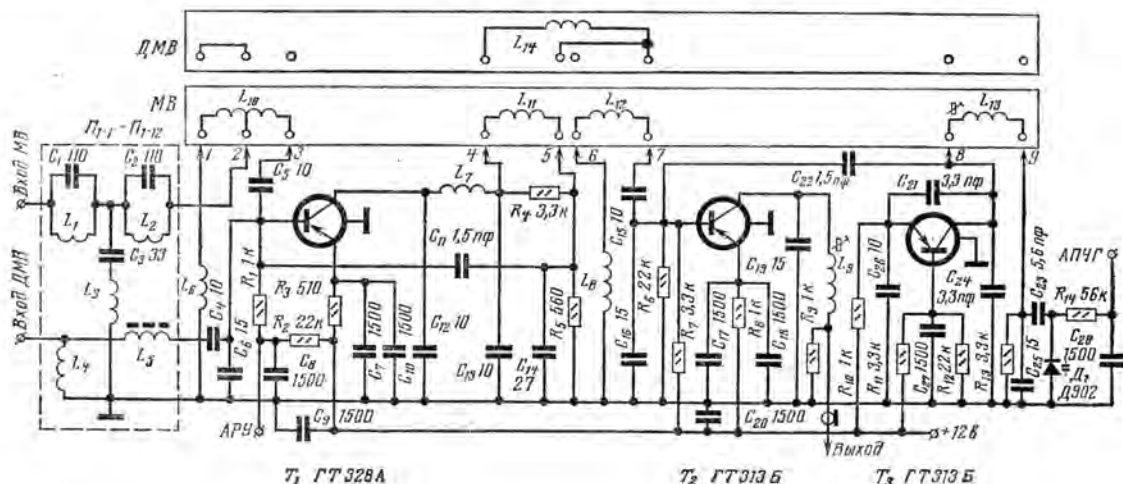 ДМВ
L14
МВ
L10
L11
L12
В*
L13
П1-1 - П1-12
1
2
3
4
5
6
7
8
9
Вход МВ
C1 110
C2 110
L1
L2
C3 33
L3
Вход ДМВ
L4
L5
L6
C4 10
C5 10
C6 15
R1 1к
R2 22к
R3 510
C8 1500
C7 1500
C10 1500
C9 1500
АРУ
C11 1,5пф
C12 10
L7
R4 3,3к
C13 10
C14 27
R5 560
L8
C15 10
C16 15
R6 22к
R7 3,3к
C17 1500
C19 15
R8 1к
C18 1500
C20 1500
C22 1,5пф
В*
L9
R9 1к
Выход
R10 1к
C26 10
R11 3,3к
C21 3,3пф
C24 3,3пф
C27 1500
R12 22к
R13 3,3к
+12В
C23 5,6пф
C25 15
АПЧГ
R14 56к
C28 1500
Д1 Д902
T1 ГТ328А
T2 ГТ313Б
T3 ГТ313Б